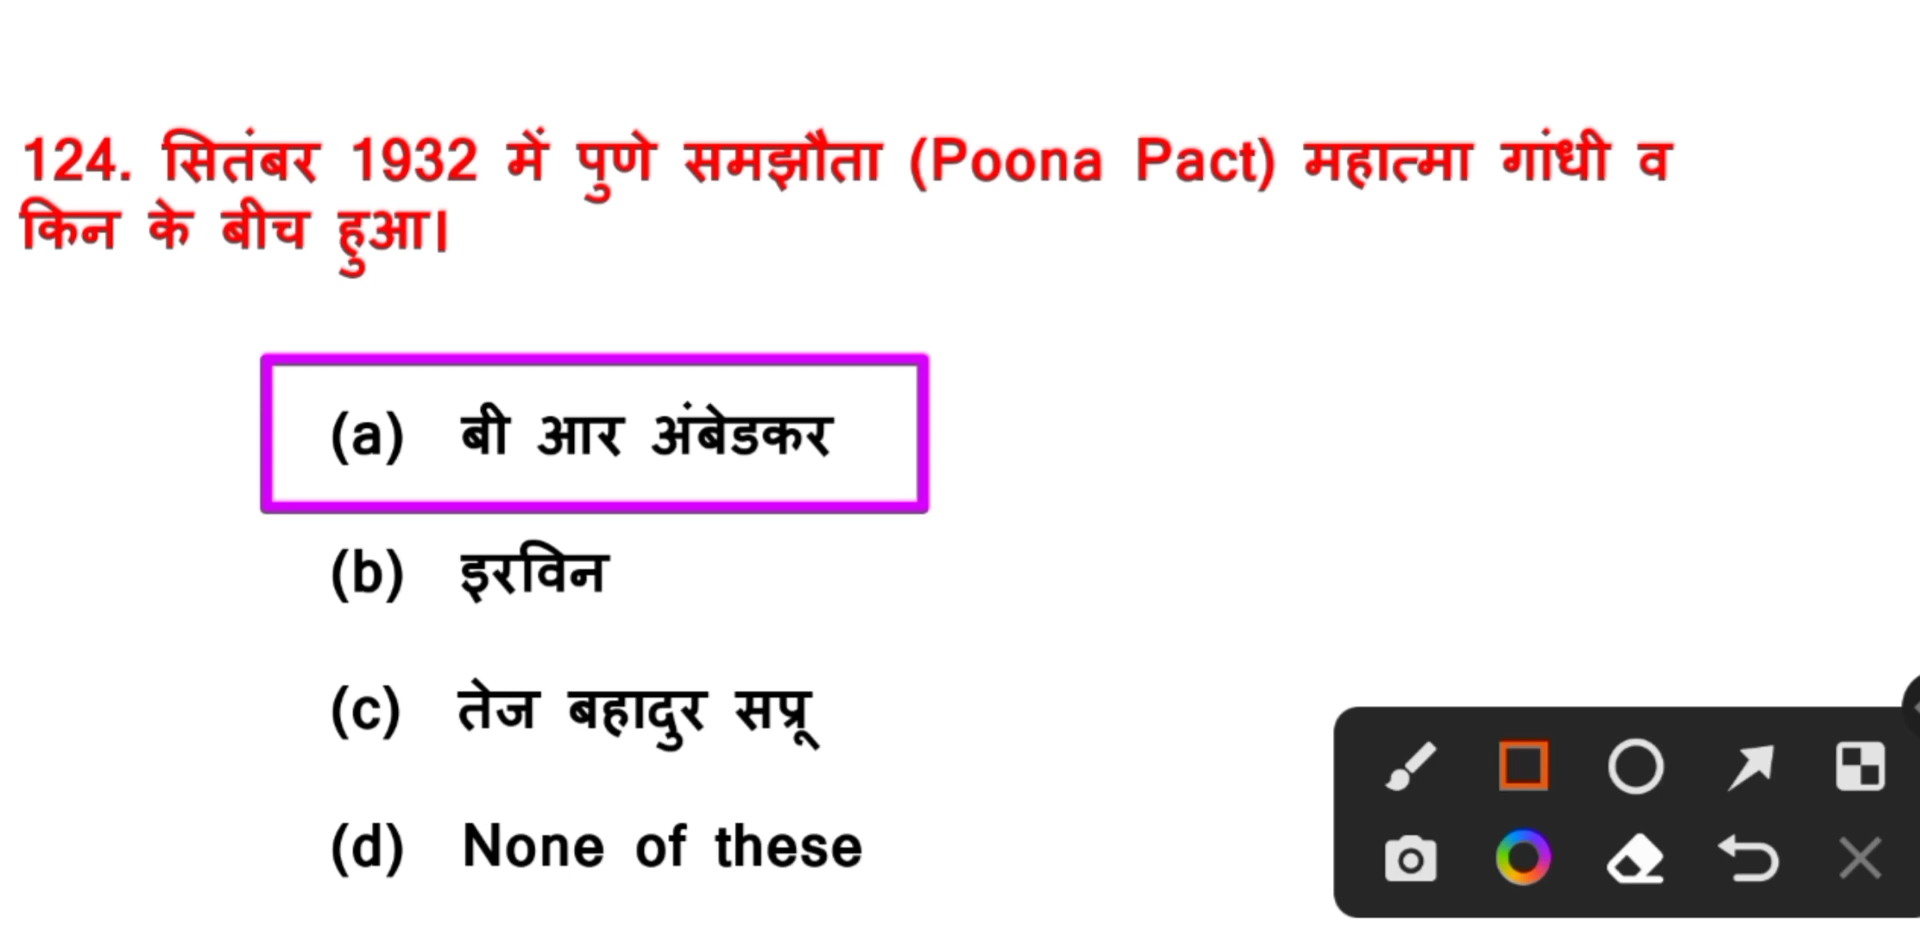 124. सितंबर 1932 में पुणे समझौता (Poona Pact) महात्मा गांधी व
किन के बीच हुआ।
(a) बी आर अंबेडकर
(b) इरविन
(c) तेज बहादुर सप्रू
(d) None of these